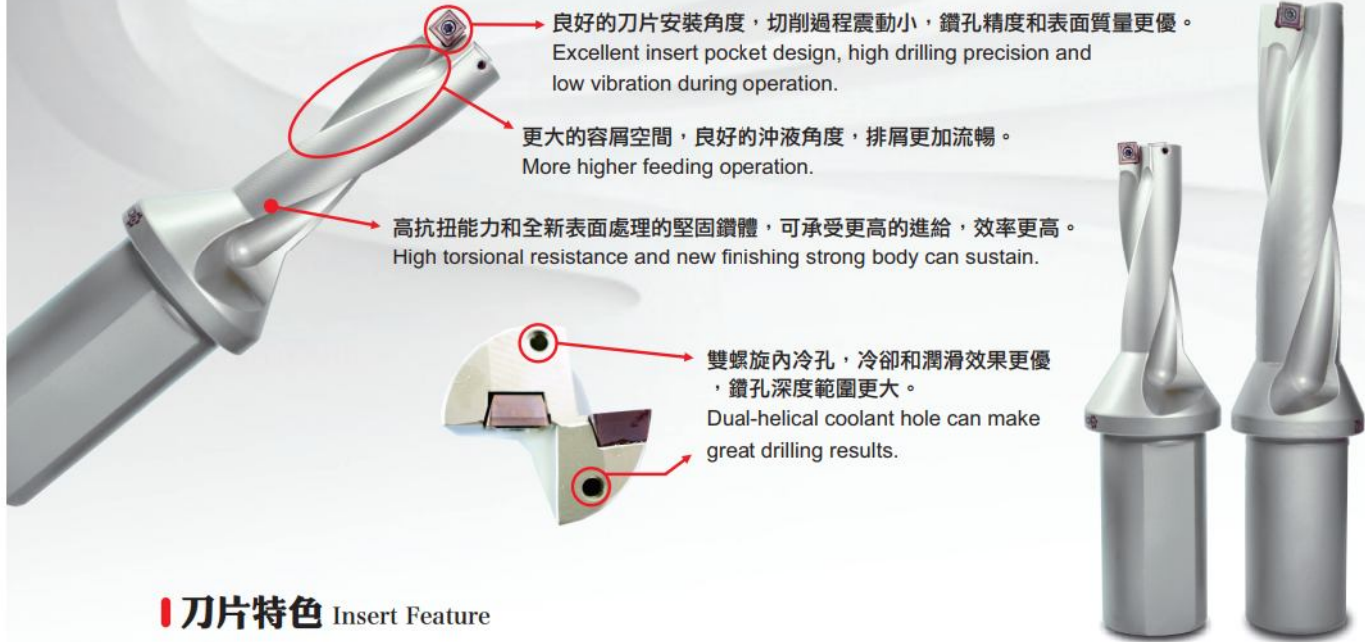 良好的刀片安裝角度，切削過程震動小，鑽孔精度和表面質量更優。
Excellent insert pocket design, high drilling precision and
low vibration during operation.
更大的容屑空間，良好的沖液角度，排屑更加流暢。
More higher feeding operation.
高抗扭能力和全新表面處理的堅固鑽體，可承受更高的進給，效率更高。
High torsional resistance and new finishing strong body can sustain.
雙螺旋內冷孔，冷卻和潤滑效果更優
，鑽孔深度範圍更大。
Dual-helical coolant hole can make
great drilling results.
刀片特色 Insert Feature